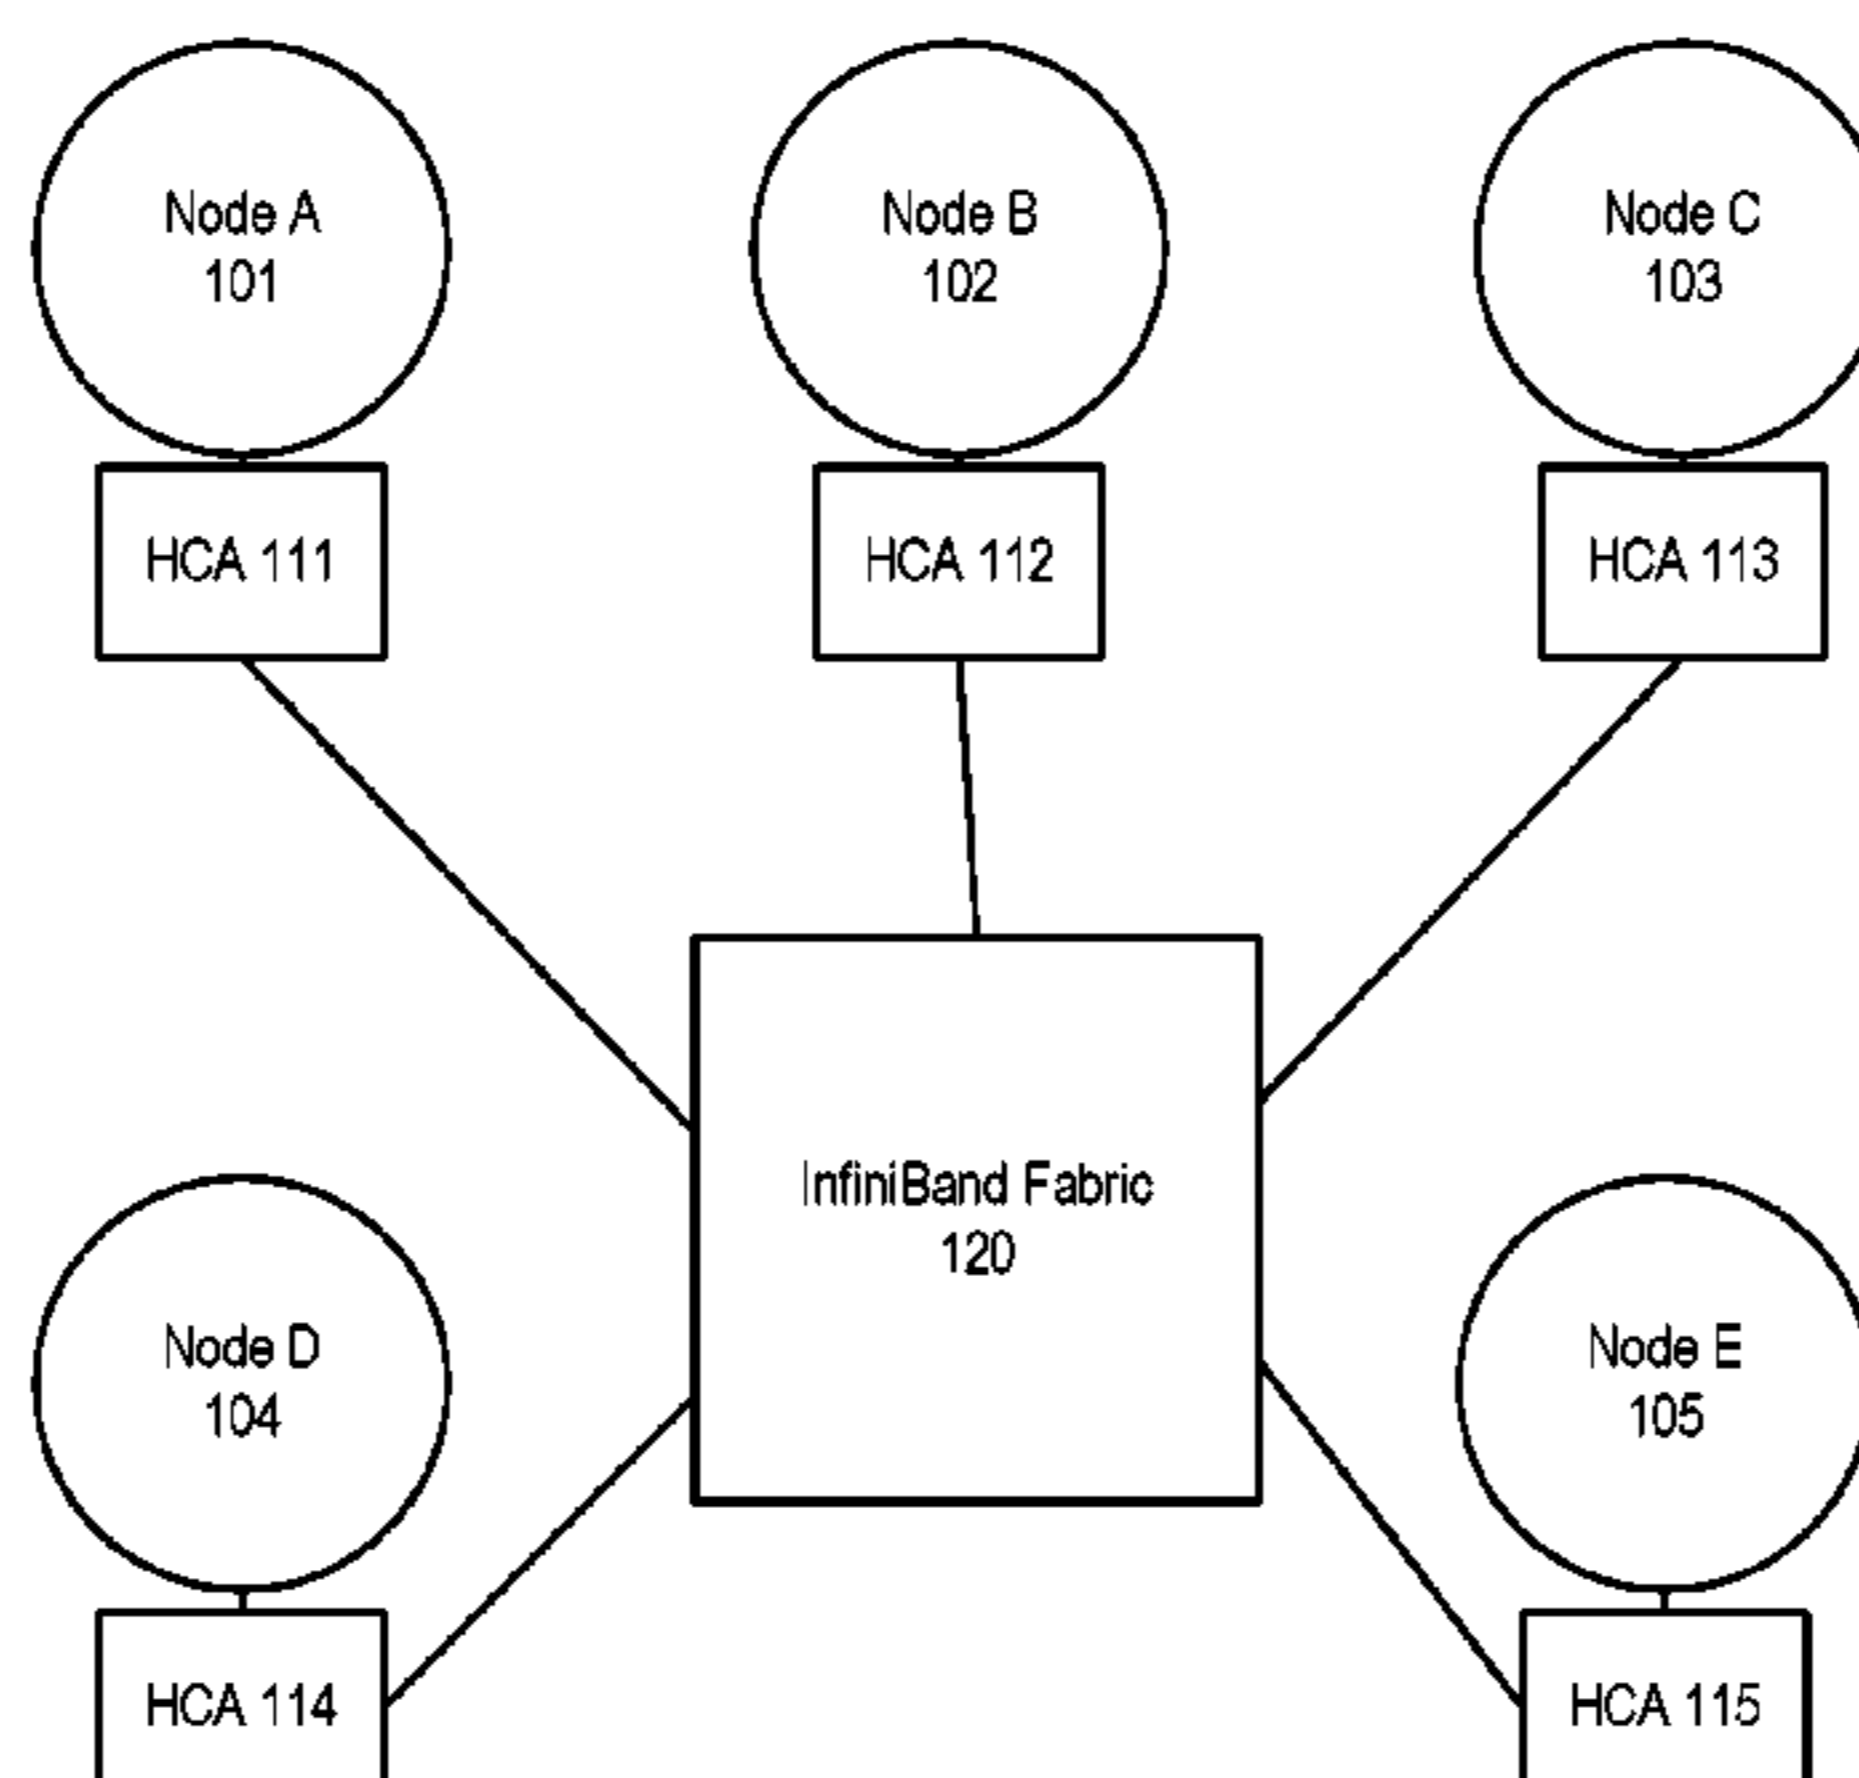 Node A
101
Node B
102
Node C
103
HCA 111
HCA 112
HCA 113
InfiniBand Fabric
120
Node D
104
Node E
105
HCA 114
HCA 115